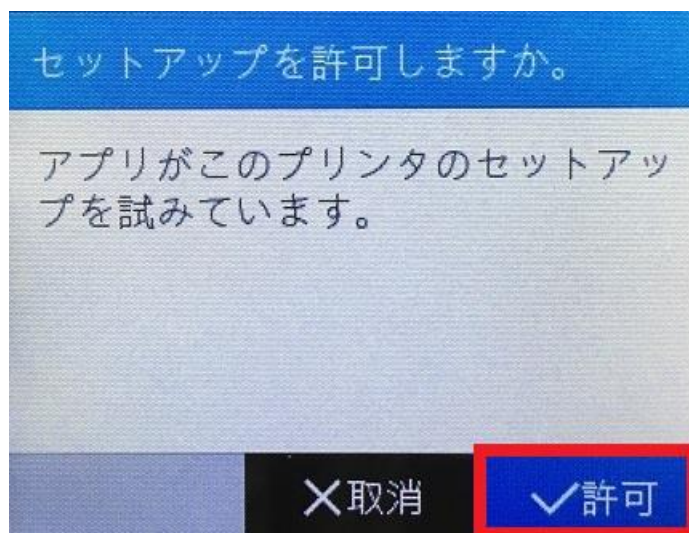 セットアップを許可しますか。
アプリがこのプリンタのセットアッ
プを試みています。
✕取消
✓許可